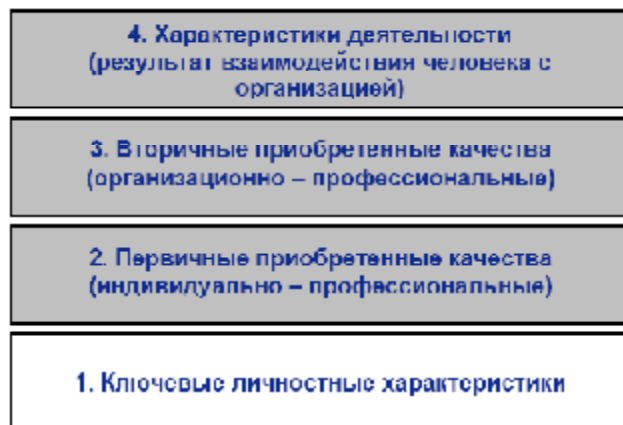 4. Характеристики деятельности
(результат взаимодействия человека с
организацией)
3. Вторичные приобретенные качества
(организационно – профессиональные)
2. Первичные приобретенные качества
(индивидуально – профессиональные)
1. Ключевые личностные характеристики